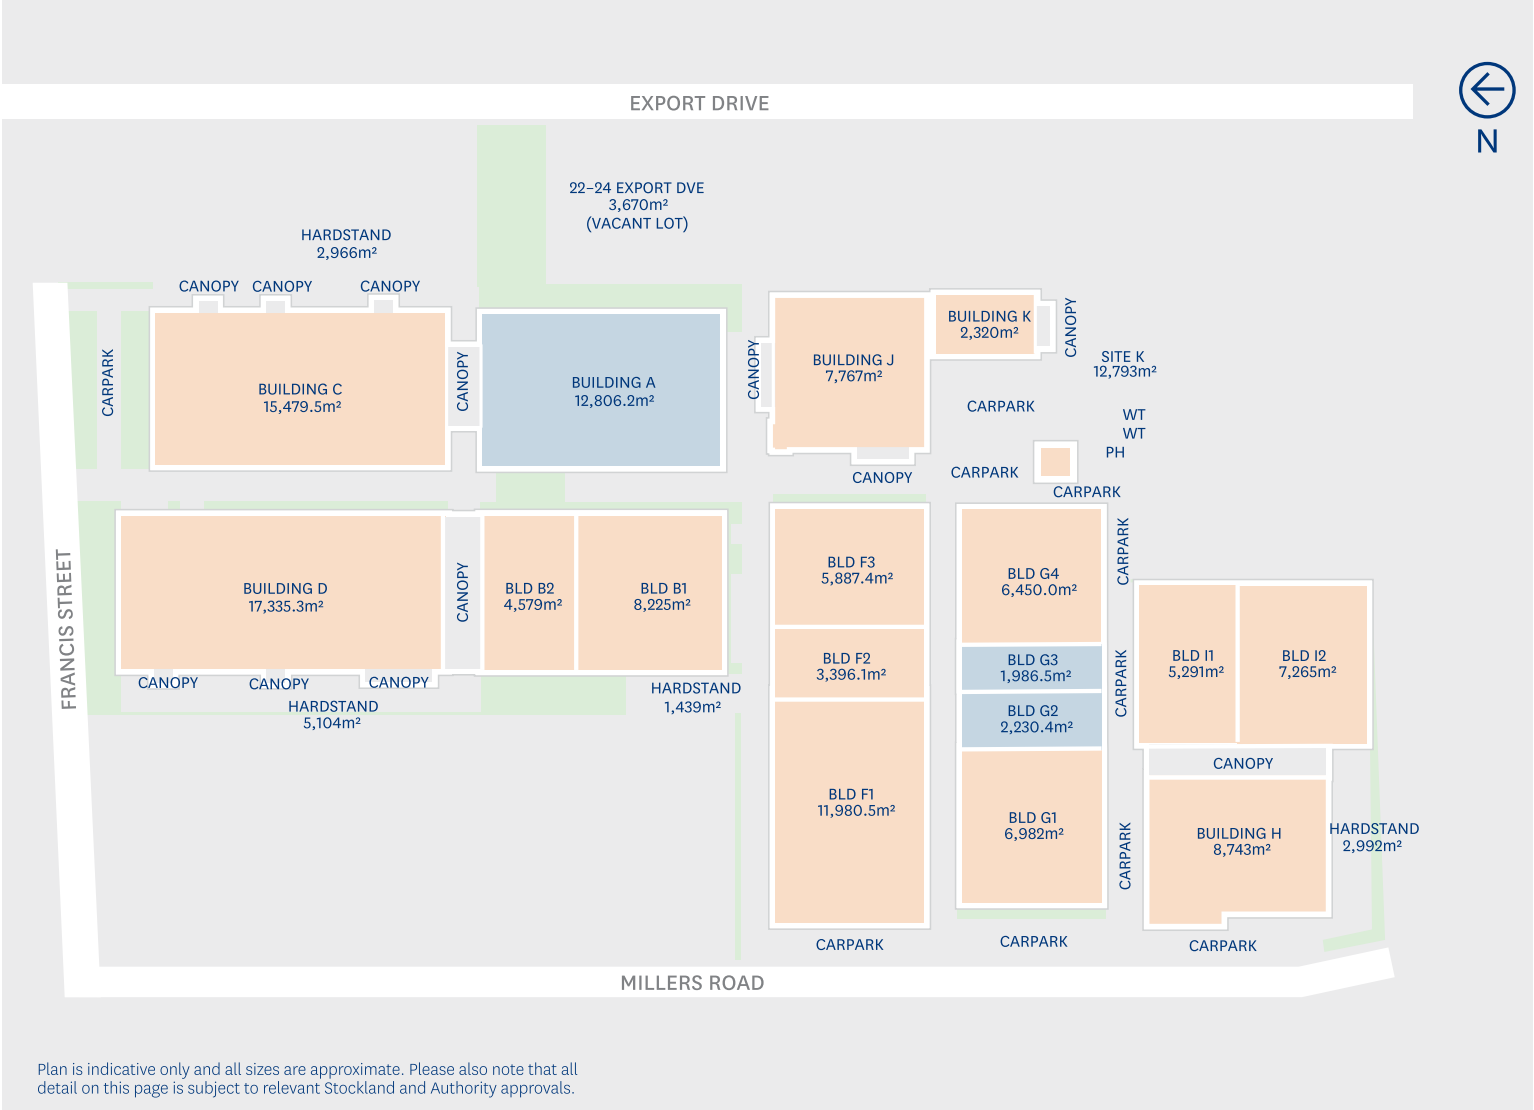 EXPORT DRIVE
N
22–24 EXPORT DVE
3,670m²
(VACANT LOT)
HARDSTAND
2,966m²
CANOPY
CANOPY
CANOPY
CARPARK
BUILDING C
15,479.5m²
CANOPY
BUILDING A
12,806.2m²
CANOPY
BUILDING J
7,767m²
BUILDING K
2,320m²
CANOPY
SITE K
12,793m²
CARPARK
WT
WT
PH
CARPARK
CANOPY
CARPARK
FRANCIS STREET
BUILDING D
17,335.3m²
CANOPY
BLD B2
4,579m²
BLD B1
8,225m²
BLD F3
5,887.4m²
BLD G4
6,450.0m²
CARPARK
CANOPY
CANOPY
CANOPY
HARDSTAND
5,104m²
HARDSTAND
1,439m²
BLD F2
3,396.1m²
BLD G3
1,986.5m²
BLD G2
2,230.4m²
CARPARK
BLD I1
5,291m²
BLD I2
7,265m²
CANOPY
BLD F1
11,980.5m²
BLD G1
6,982m²
CARPARK
BUILDING H
8,743m²
HARDSTAND
2,992m²
CARPARK
CARPARK
CARPARK
MILLERS ROAD
Plan is indicative only and all sizes are approximate. Please also note that all
detail on this page is subject to relevant Stockland and Authority approvals.